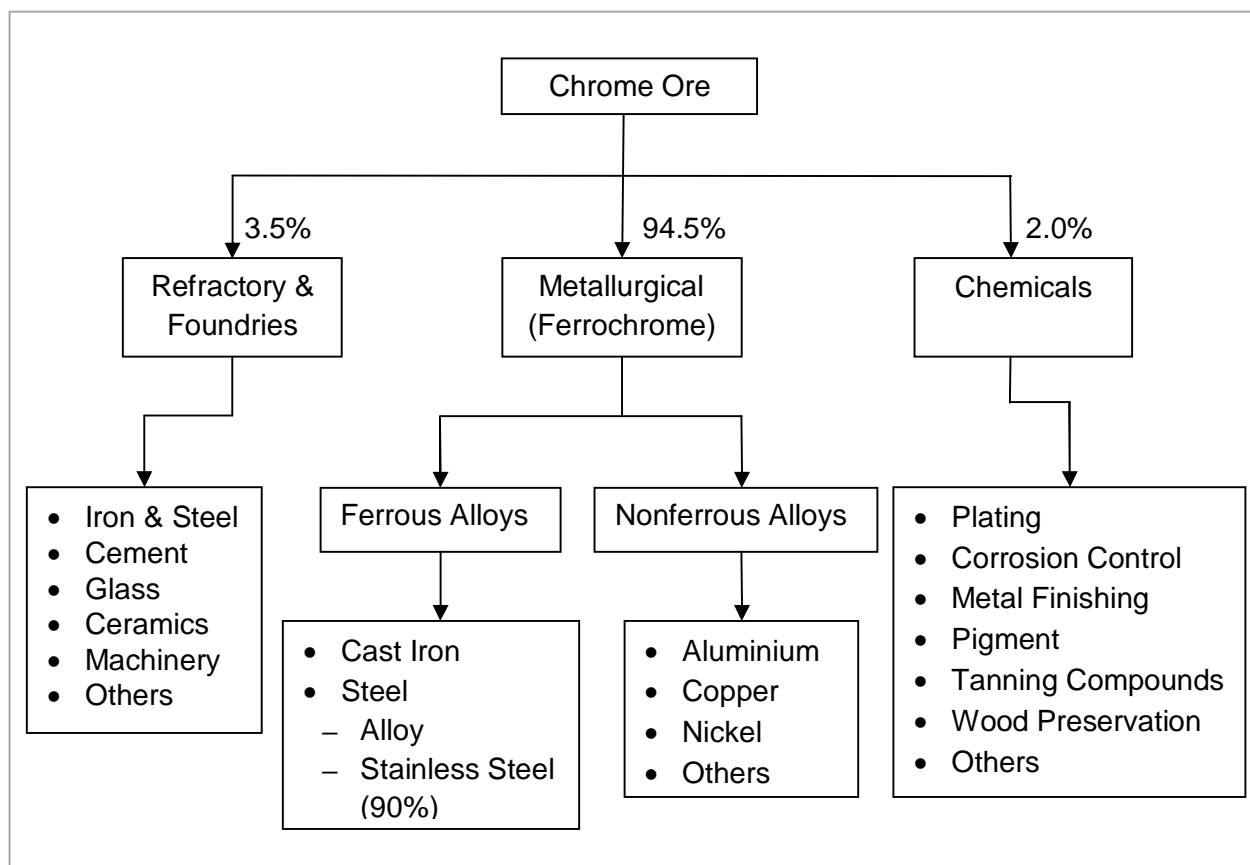 Chrome Ore
3.5%
94.5%
2.0%
Refractory &
Foundries
Metallurgical
(Ferrochrome)
Chemicals
• Iron & Steel
• Cement
• Glass
• Ceramics
• Machinery
• Others
Ferrous Alloys
Nonferrous Alloys
• Cast Iron
• Steel
– Alloy
– Stainless Steel
(90%)
• Aluminium
• Copper
• Nickel
• Others
• Plating
• Corrosion Control
• Metal Finishing
• Pigment
• Tanning Compounds
• Wood Preservation
• Others